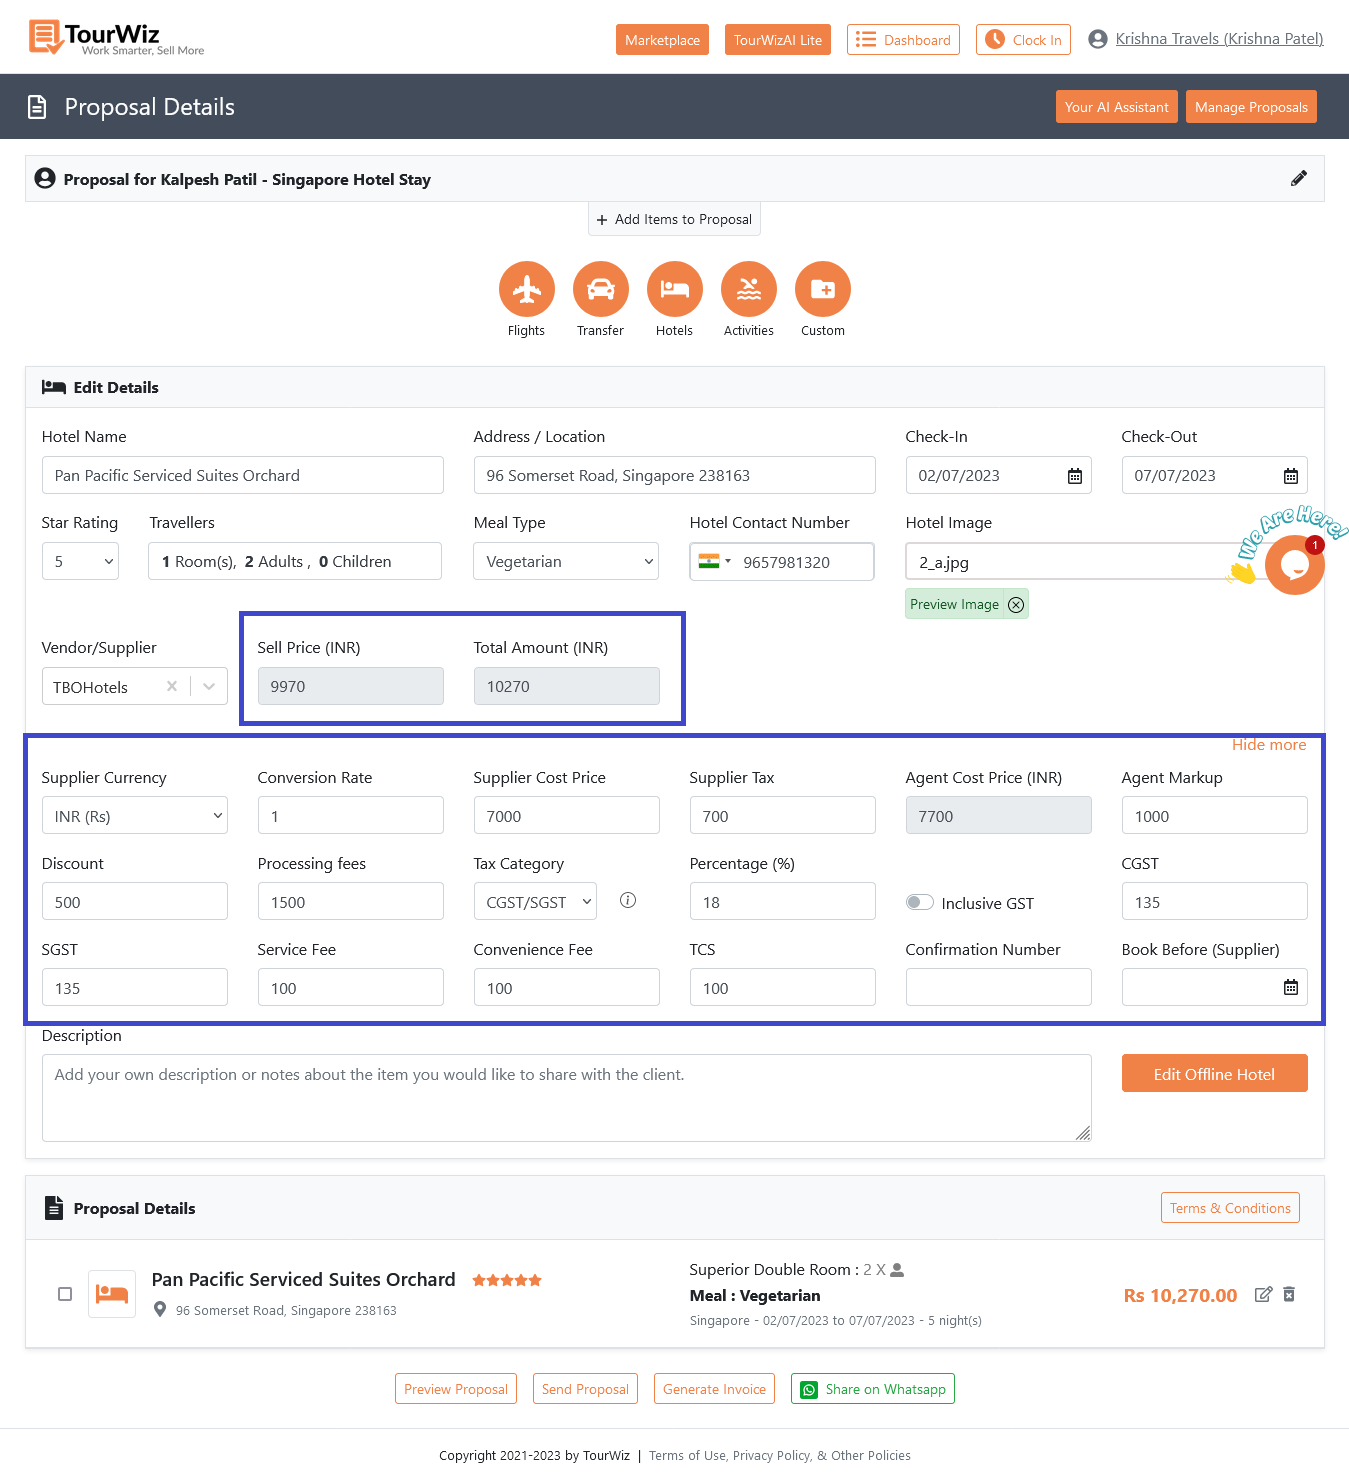 TourWiz
Work Smarter, Sell More
Marketplace
TourWizAI Lite
Dashboard
Clock In
Krishna Travels (Krishna Patel)
Proposal Details
Your AI Assistant
Manage Proposals
Proposal for Kalpesh Patil - Singapore Hotel Stay
+ Add Items to Proposal
Flights Transfer Hotels Activities Custom
Edit Details
Hotel Name Address / Location Check-In Check-Out
Pan Pacific Serviced Suites Orchard 96 Somerset Road, Singapore 238163 02/07/2023 07/07/2023
Star Rating Travellers Meal Type Hotel Contact Number Hotel Image
5 1 Room(s), 2 Adults , 0 Children Vegetarian 9657981320 2_a.jpg
We Are Here!
1
Preview Image
Vendor/Supplier Sell Price (INR) Total Amount (INR)
TBOHotels 9970 10270
Hide more
Supplier Currency Conversion Rate Supplier Cost Price Supplier Tax Agent Cost Price (INR) Agent Markup
INR (Rs) 1 7000 700 7700 1000
Discount Processing fees Tax Category Percentage (%) CGST
500 1500 CGST/SGST 18 Inclusive GST 135
SGST Service Fee Convenience Fee TCS Confirmation Number Book Before (Supplier)
135 100 100 100
Description
Add your own description or notes about the item you would like to share with the client.
Edit Offline Hotel
Proposal Details
Terms & Conditions
Pan Pacific Serviced Suites Orchard
96 Somerset Road, Singapore 238163
Superior Double Room : 2 X
Meal : Vegetarian
Singapore - 02/07/2023 to 07/07/2023 - 5 night(s)
Rs 10,270.00
Preview Proposal Send Proposal Generate Invoice Share on Whatsapp
Copyright 2021-2023 by TourWiz | Terms of Use, Privacy Policy, & Other Policies